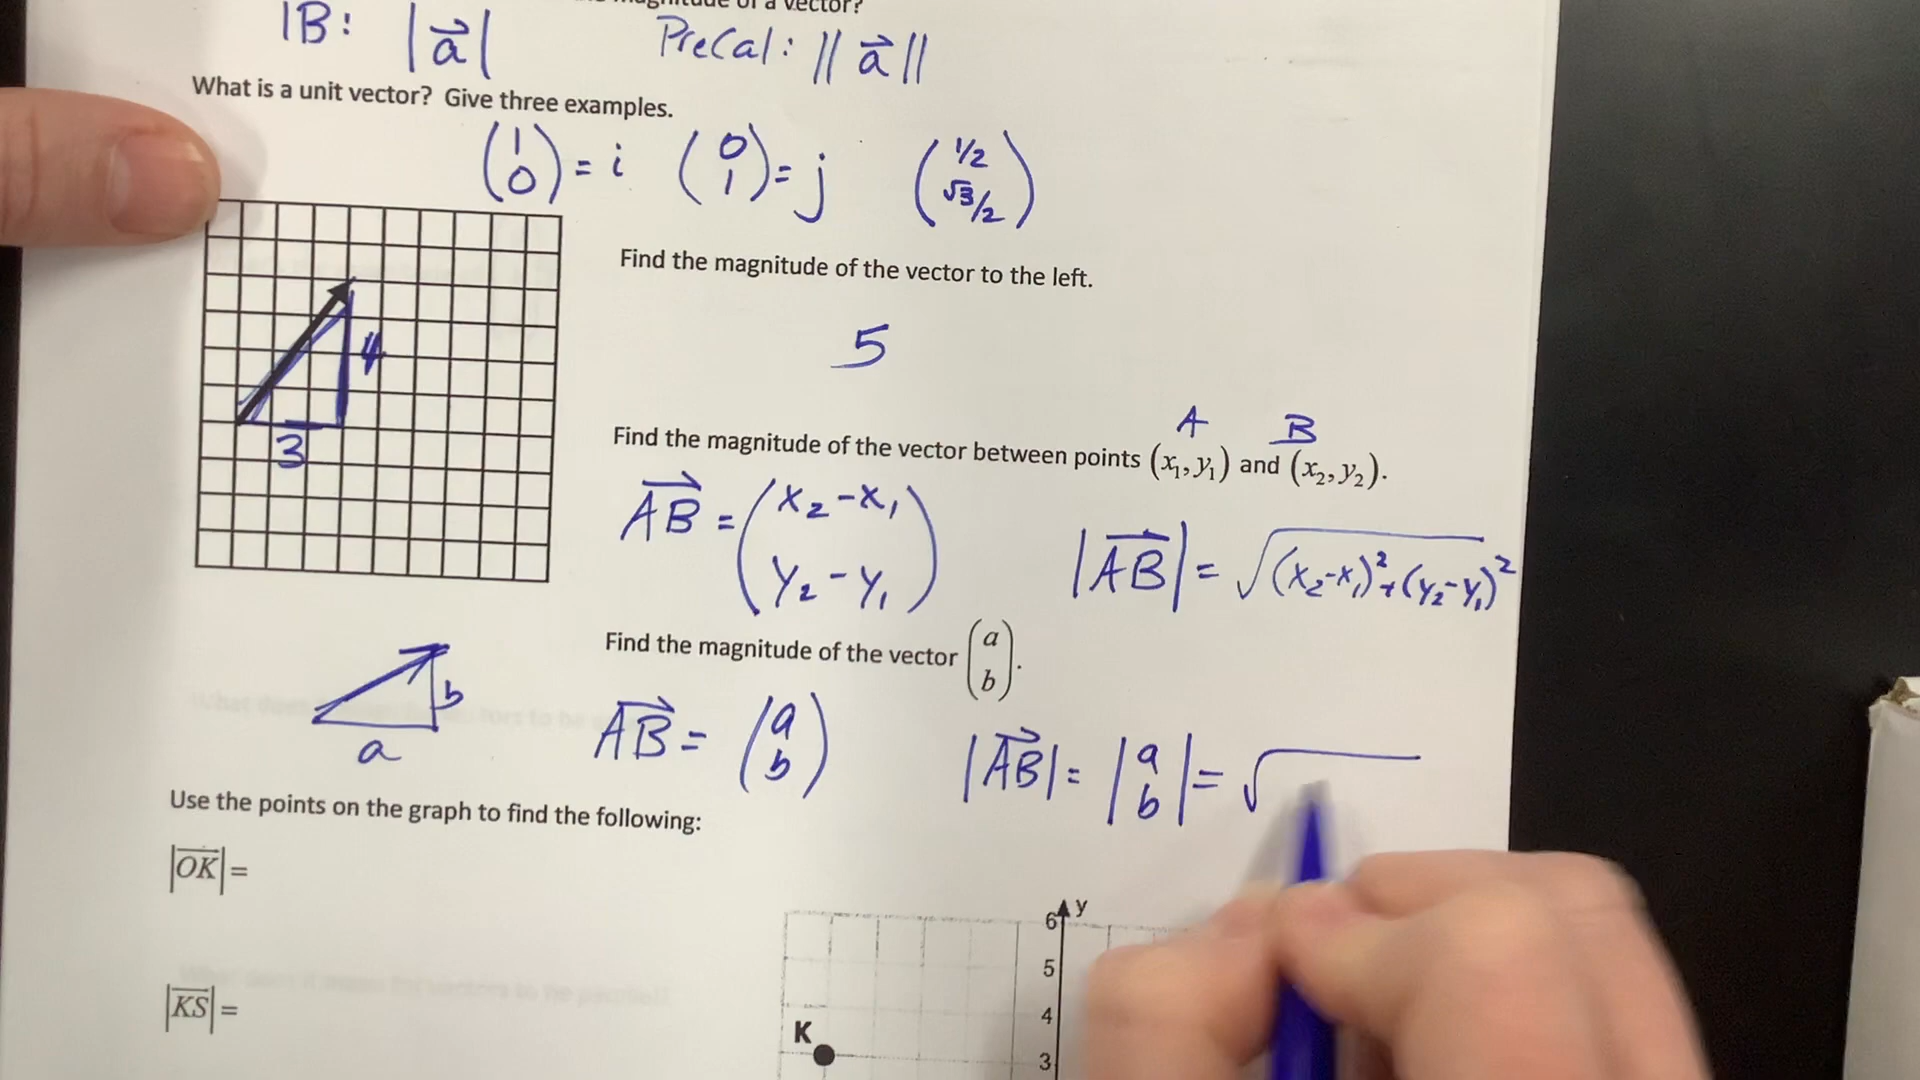 magnitude of a vector?
IB: |a⃗| PreCal: ||a⃗||
What is a unit vector? Give three examples.
(1 0) = i (0 1) = j (1/2 √3/2)
Find the magnitude of the vector to the left.
5
4
3
A B
Find the magnitude of the vector between points (x₁, y₁) and (x₂, y₂).
AB⃗ = (x₂-x₁ y₂-y₁) |AB⃗| = √(x₂-x₁)²+(y₂-y₁)²
Find the magnitude of the vector (a b).
b
a
AB⃗ = (a b) |AB⃗| = |a b| = √
Use the points on the graph to find the following:
|OK⃗| =
|KS⃗| =
y
6
5
4
K
3